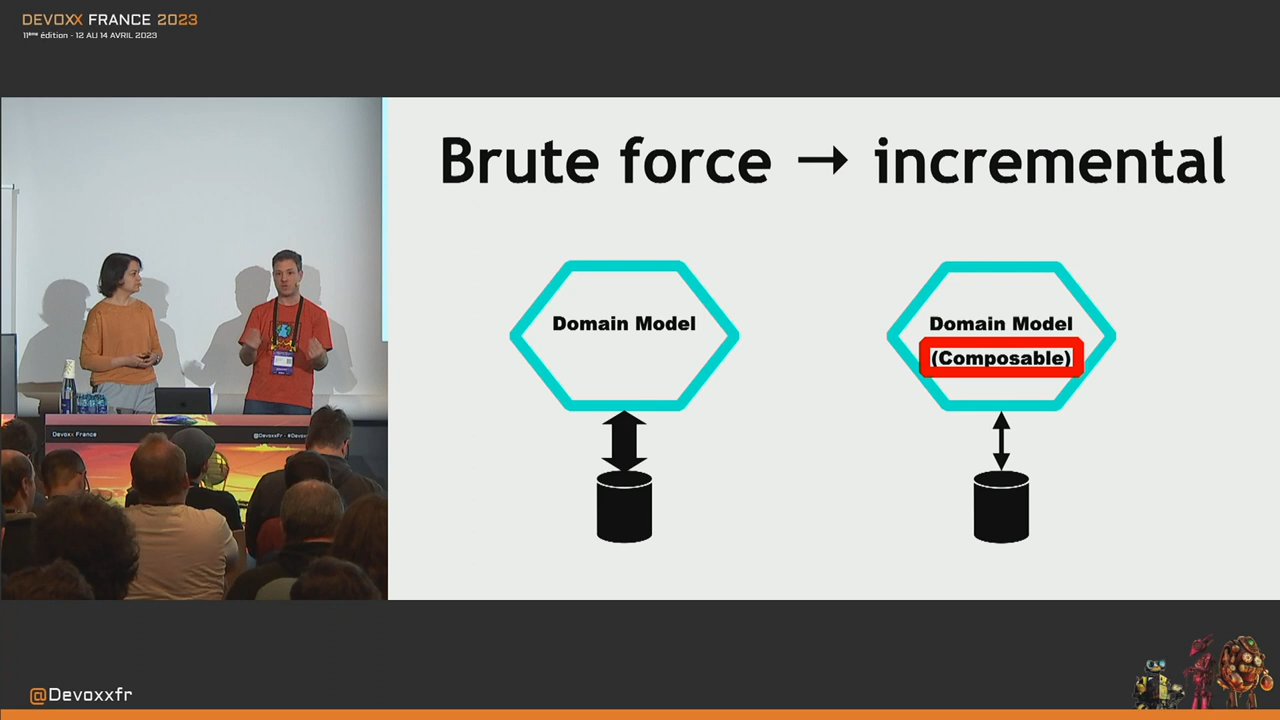 DEVOXX FRANCE 2023
11ème édition - 12 AU 14 AVRIL 2023
Brute force → incremental
Domain Model
Domain Model
(Composable)
Devoxx France
@DevoxxFr
@Devoxxfr